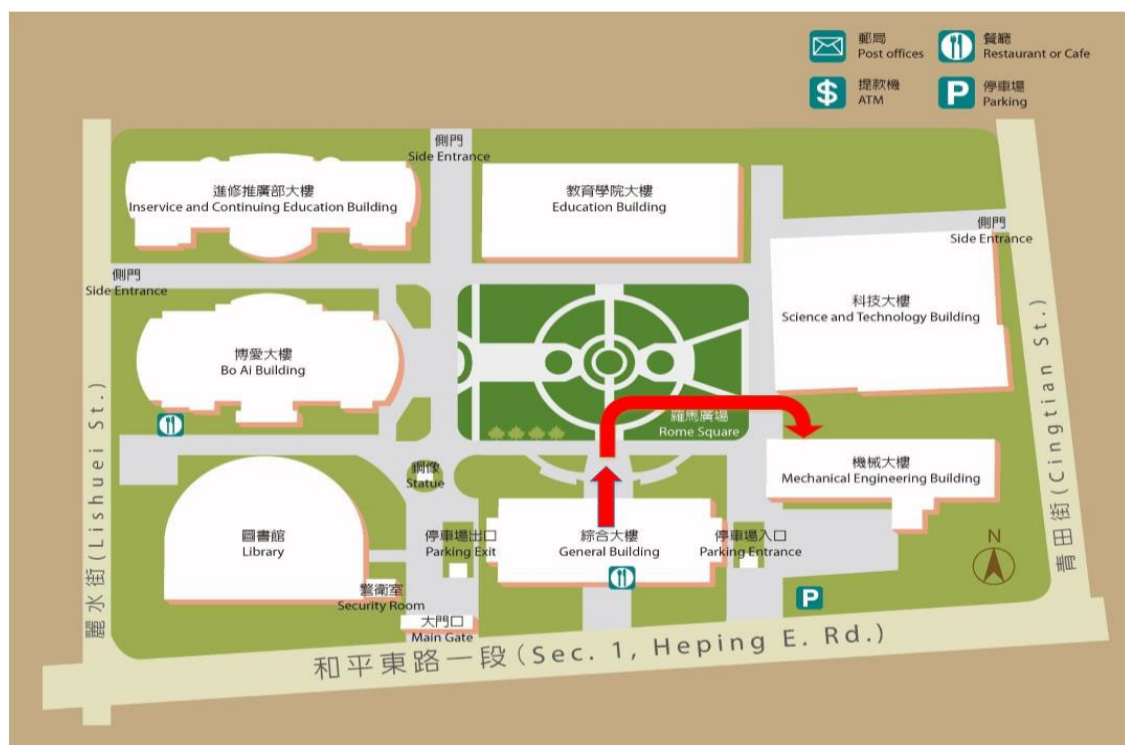 郵局
Post offices
餐廳
Restaurant or Cafe
$
提款機
ATM
P
停車場
Parking
側門
Side Entrance
進修推廣部大樓
Inservice and Continuing Education Building
教育學院大樓
Education Building
側門
Side Entrance
側門
Side Entrance
科技大樓
Science and Technology Building
博愛大樓
Bo Ai Building
羅馬廣場
Rome Square
機械大樓
Mechanical Engineering Building
銅像
Statue
圖書館
Library
停車場出口
Parking Exit
綜合大樓
General Building
停車場入口
Parking Entrance
N
警衛室
Security Room
P
大門口
Main Gate
麗水街(Lishuei St.)
青田街(Cingtian St.)
和平東路一段(Sec. 1, Heping E. Rd.)